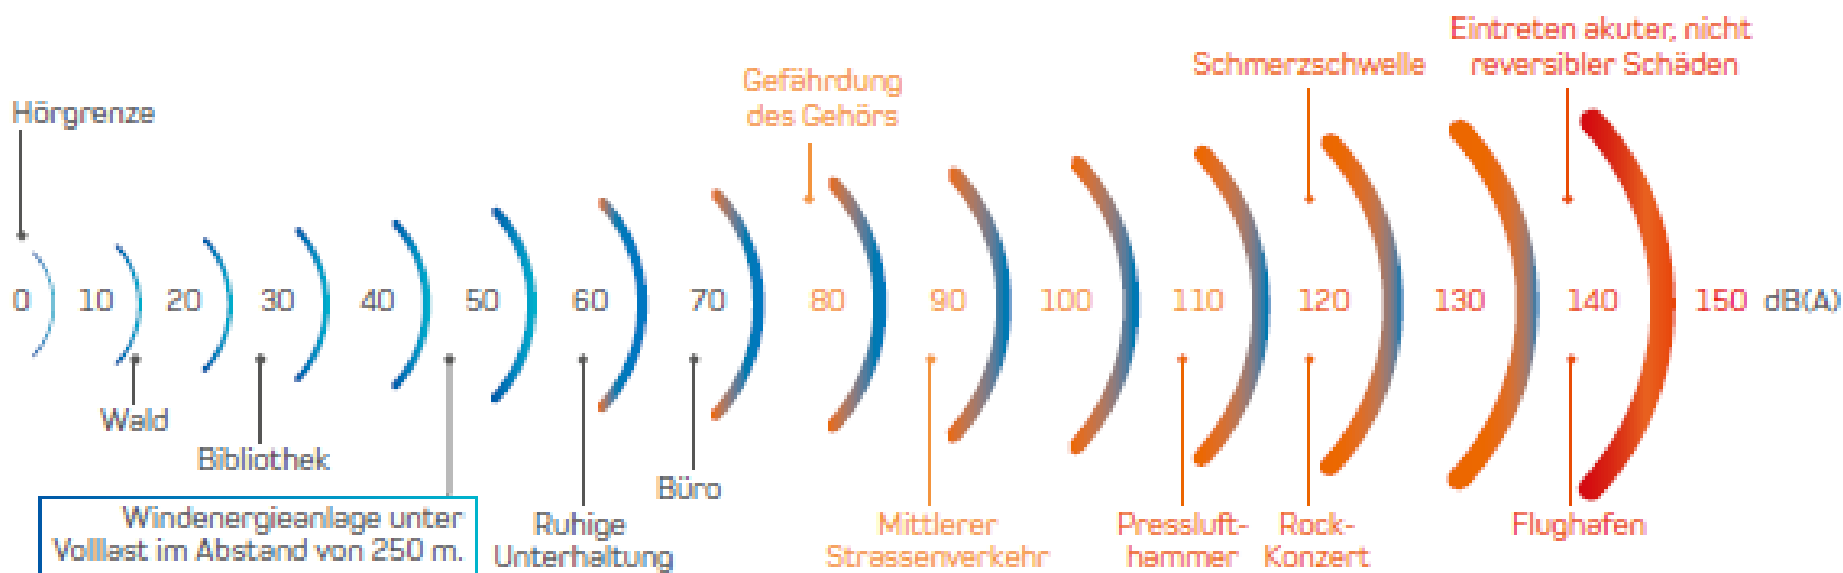 Eintreten akuter, nicht
reversibler Schäden
Schmerzschwelle
Gefährdung
des Gehörs
Hörgrenze
0 10 20 30 40 50 60 70 80 90 100 110 120 130 140 150 dB(A)
Wald
Bibliothek
Büro
Windenergieanlage unter
Volllast im Abstand von 250 m.
Ruhige
Unterhaltung
Mittlerer
Strassenverkehr
Pressluft-
hammer
Rock-
Konzert
Flughafen